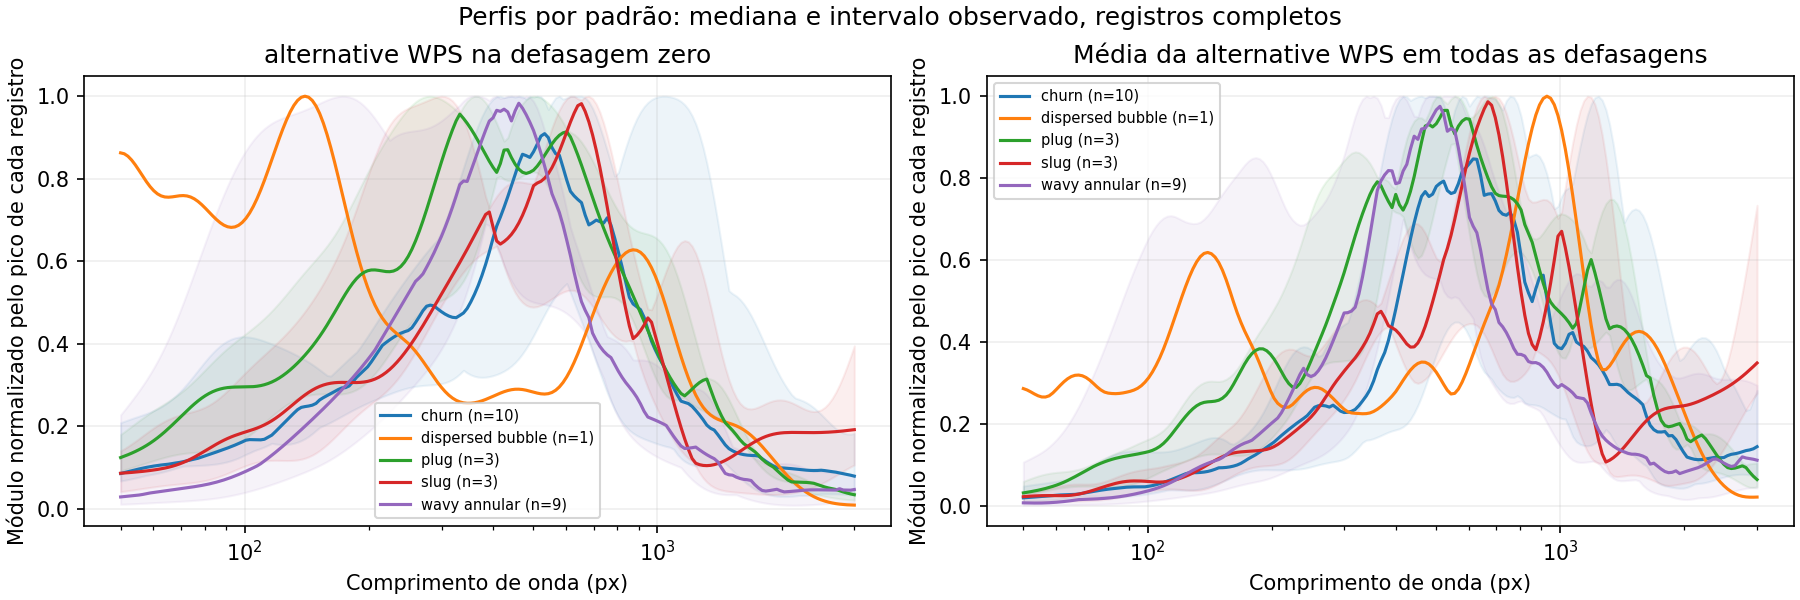 Perfis por padrão: mediana e intervalo observado, registros completos
alternative WPS na defasagem zero
Módulo normalizado pelo pico de cada registro
1.0
0.8
0.6
0.4
0.2
0.0
churn (n=10)
dispersed bubble (n=1)
plug (n=3)
slug (n=3)
wavy annular (n=9)
10²
10³
Comprimento de onda (px)
Média da alternative WPS em todas as defasagens
Módulo normalizado pelo pico de cada registro
1.0
0.8
0.6
0.4
0.2
0.0
churn (n=10)
dispersed bubble (n=1)
plug (n=3)
slug (n=3)
wavy annular (n=9)
10²
10³
Comprimento de onda (px)